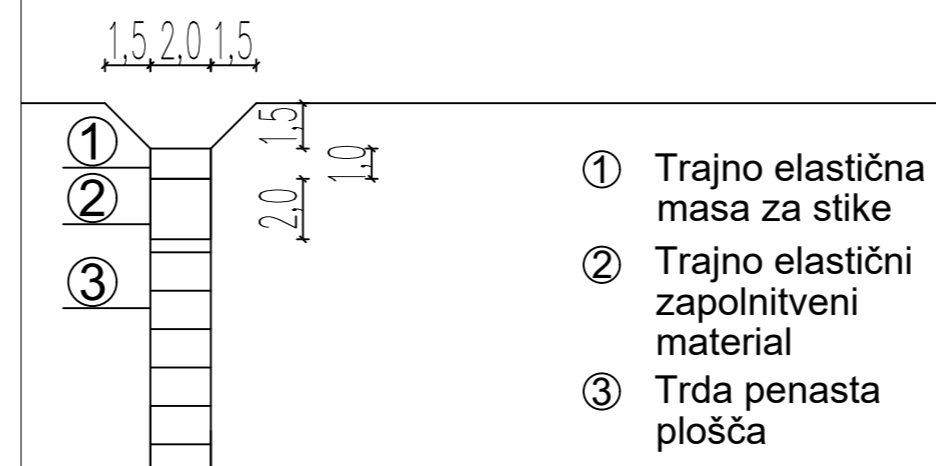 1,5 2,0 1,5
1,5
1,0
2,0
1
2
3
1 Trajno elastična
masa za stike
2 Trajno elastični
zapolnitveni
material
3 Trda penasta
plošča